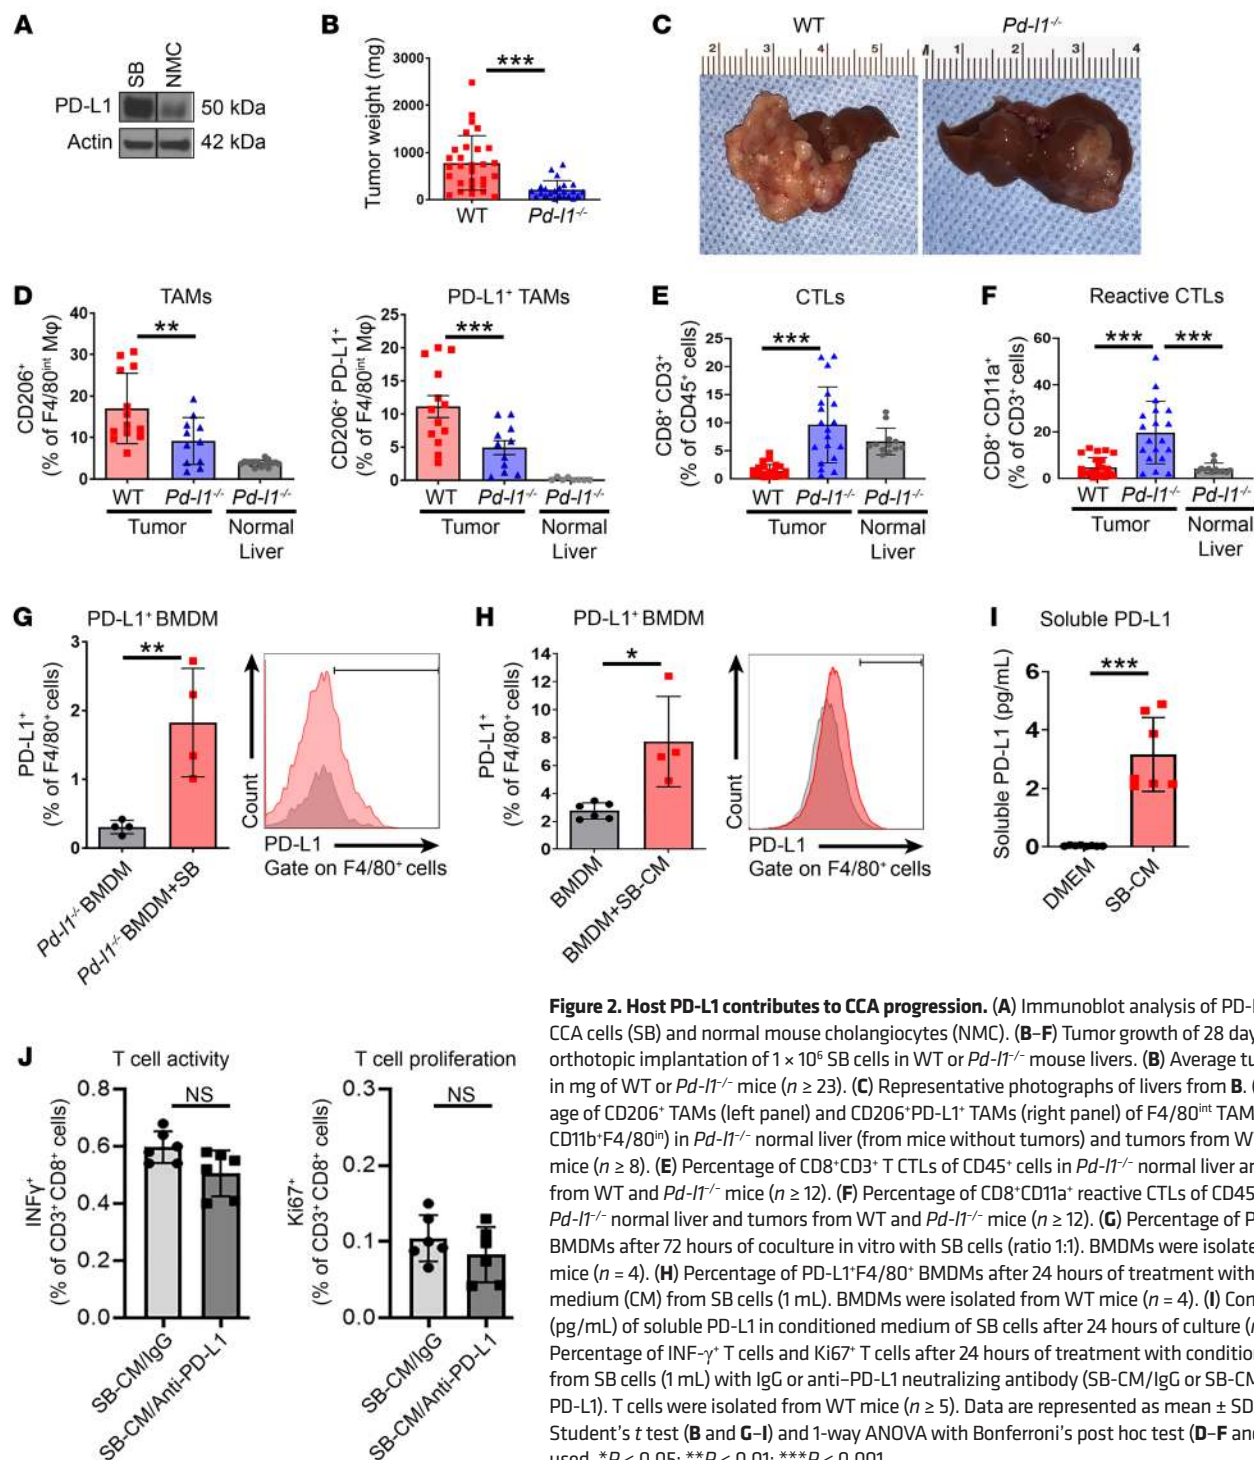 A
SB
NMC
PD-L1
50 kDa
Actin
42 kDa
B
Tumor weight (mg)
3000
2000
1000
0
***
WT
Pd-l1-/-
C
WT
Pd-l1-/-
2 3 4 5
1 2 3 4
D
TAMs
CD206+
(% of F4/80int Mφ)
40
30
20
10
0
**
WT Pd-l1-/- Pd-l1-/-
Tumor Normal
Liver
PD-L1+ TAMs
CD206+ PD-L1+
(% of F4/80int Mφ)
25
20
15
10
5
0
***
WT Pd-l1-/- Pd-l1-/-
Tumor Normal
Liver
E
CTLs
CD8+ CD3+
(% of CD45+ cells)
25
20
15
10
5
0
***
WT Pd-l1-/- Pd-l1-/-
Tumor Normal
Liver
F
Reactive CTLs
CD8+ CD11a+
(% of CD3+ cells)
60
40
20
0
*** ***
WT Pd-l1-/- Pd-l1-/-
Tumor Normal
Liver
G
PD-L1+ BMDM
PD-L1+
(% of F4/80+ cells)
3
2
1
0
**
Pd-l1-/- BMDM
Pd-l1-/- BMDM+SB
Count
PD-L1
Gate on F4/80+ cells
H
PD-L1+ BMDM
PD-L1+
(% of F4/80+ cells)
14
12
10
8
6
4
2
0
*
BMDM
BMDM+SB-CM
Count
PD-L1
Gate on F4/80+ cells
I
Soluble PD-L1
Soluble PD-L1 (pg/mL)
6
4
2
0
***
DMEM
SB-CM
J
T cell activity
INFγ+
(% of CD3+ CD8+ cells)
0.8
0.6
0.4
0.2
0.0
NS
SB-CM/IgG
SB-CM/Anti-PD-L1
T cell proliferation
Ki67+
(% of CD3+ CD8+ cells)
0.3
0.2
0.1
0.0
NS
SB-CM/IgG
SB-CM/Anti-PD-L1
Figure 2. Host PD-L1 contributes to CCA progression. (A) Immunoblot analysis of PD-
CCA cells (SB) and normal mouse cholangiocytes (NMC). (B–F) Tumor growth of 28 day
orthotopic implantation of 1 × 10⁶ SB cells in WT or Pd-l1-/- mouse livers. (B) Average tu
in mg of WT or Pd-l1-/- mice (n ≥ 23). (C) Representative photographs of livers from B. (
age of CD206+ TAMs (left panel) and CD206+PD-L1+ TAMs (right panel) of F4/80int TAM
CD11b+F4/80in) in Pd-l1-/- normal liver (from mice without tumors) and tumors from W
mice (n ≥ 8). (E) Percentage of CD8+CD3+ T CTLs of CD45+ cells in Pd-l1-/- normal liver an
from WT and Pd-l1-/- mice (n ≥ 12). (F) Percentage of CD8+CD11a+ reactive CTLs of CD45
Pd-l1-/- normal liver and tumors from WT and Pd-l1-/- mice (n ≥ 12). (G) Percentage of P
BMDMs after 72 hours of coculture in vitro with SB cells (ratio 1:1). BMDMs were isolate
mice (n = 4). (H) Percentage of PD-L1+F4/80+ BMDMs after 24 hours of treatment with
medium (CM) from SB cells (1 mL). BMDMs were isolated from WT mice (n = 4). (I) Con
(pg/mL) of soluble PD-L1 in conditioned medium of SB cells after 24 hours of culture (
Percentage of INF-γ+ T cells and Ki67+ T cells after 24 hours of treatment with condition
from SB cells (1 mL) with IgG or anti–PD-L1 neutralizing antibody (SB-CM/IgG or SB-CM
PD-L1). T cells were isolated from WT mice (n ≥ 5). Data are represented as mean ± SD
Student's t test (B and G–I) and 1-way ANOVA with Bonferroni's post hoc test (D–F and
used. *P < 0.05; **P < 0.01; ***P < 0.001